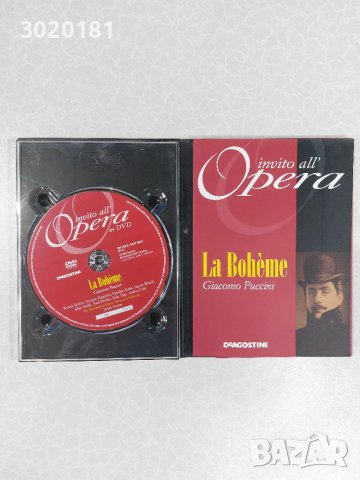 3020181
invito all'
Opera
in DVD
DVD
VIDEO
DeAGOSTINI
La Bohème
Giacomo Puccini
invito all'
Opera
La Bohème
Giacomo Puccini
DeAGOSTINI
BAZAR